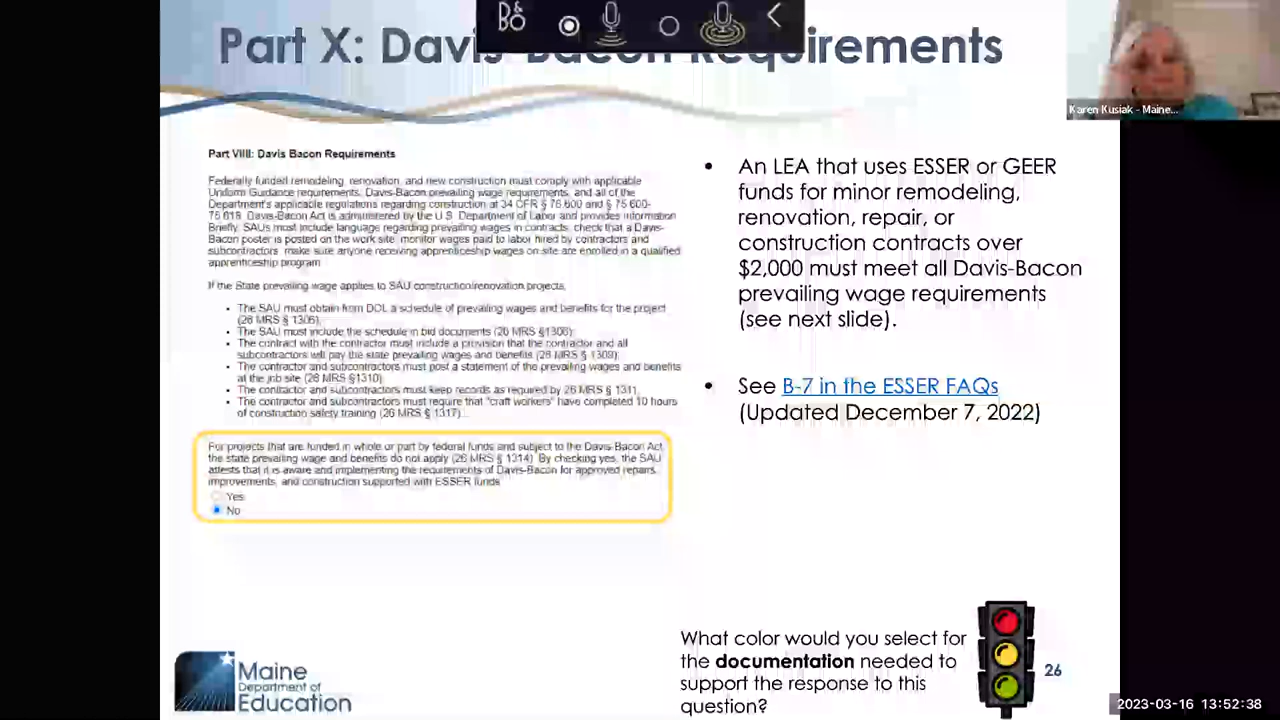 Part X: Davis-Bacon Requirements
Karen Kusiak - Maine...
Part VIIII: Davis Bacon Requirements
Federally funded remodeling, renovation, and new construction must comply with applicable
Uniform Guidance requirements, Davis-Bacon prevailing wage requirements, and all of the
Department's applicable regulations regarding construction at 34 CFR § 76.600 and § 75.600-
75.618. Davis-Bacon Act is administered by the U.S. Department of Labor and provides information
Briefly, SAUs must include language regarding prevailing wages in contracts, check that a Davis-
Bacon poster is posted on the work site, monitor wages paid to labor hired by contractors and
subcontractors, make sure anyone receiving apprenticeship wages on site are enrolled in a qualified
apprenticeship program
If the State prevailing wage applies to SAU construction/renovation projects,
• The SAU must obtain from DOL a schedule of prevailing wages and benefits for the project
(26 MRS § 1306).
• The SAU must include the schedule in bid documents (26 MRS §1308);
• The contract with the contractor must include a provision that the contractor and all
subcontractors will pay the state prevailing wages and benefits (26 MRS § 1309);
• The contractor and subcontractors must post a statement of the prevailing wages and benefits
at the job site (26 MRS §1310);
• The contractor and subcontractors must keep records as required by 26 MRS § 1311;
• The contractor and subcontractors must require that "craft workers" have completed 10 hours
of construction safety training (26 MRS § 1317)
For projects that are funded in whole or part by federal funds and subject to the Davis-Bacon Act
the state prevailing wage and benefits do not apply (26 MRS § 1314). By checking yes, the SAU
attests that it is aware and implementing the requirements of Davis-Bacon for approved repairs,
improvements, and construction supported with ESSER funds
Yes
No
• An LEA that uses ESSER or GEER
funds for minor remodeling,
renovation, repair, or
construction contracts over
$2,000 must meet all Davis-Bacon
prevailing wage requirements
(see next slide).
• See B-7 in the ESSER FAQs
(Updated December 7, 2022)
What color would you select for
the documentation needed to
support the response to this
question?
26
Maine
Department of
Education
2023-03-16 13:52:38